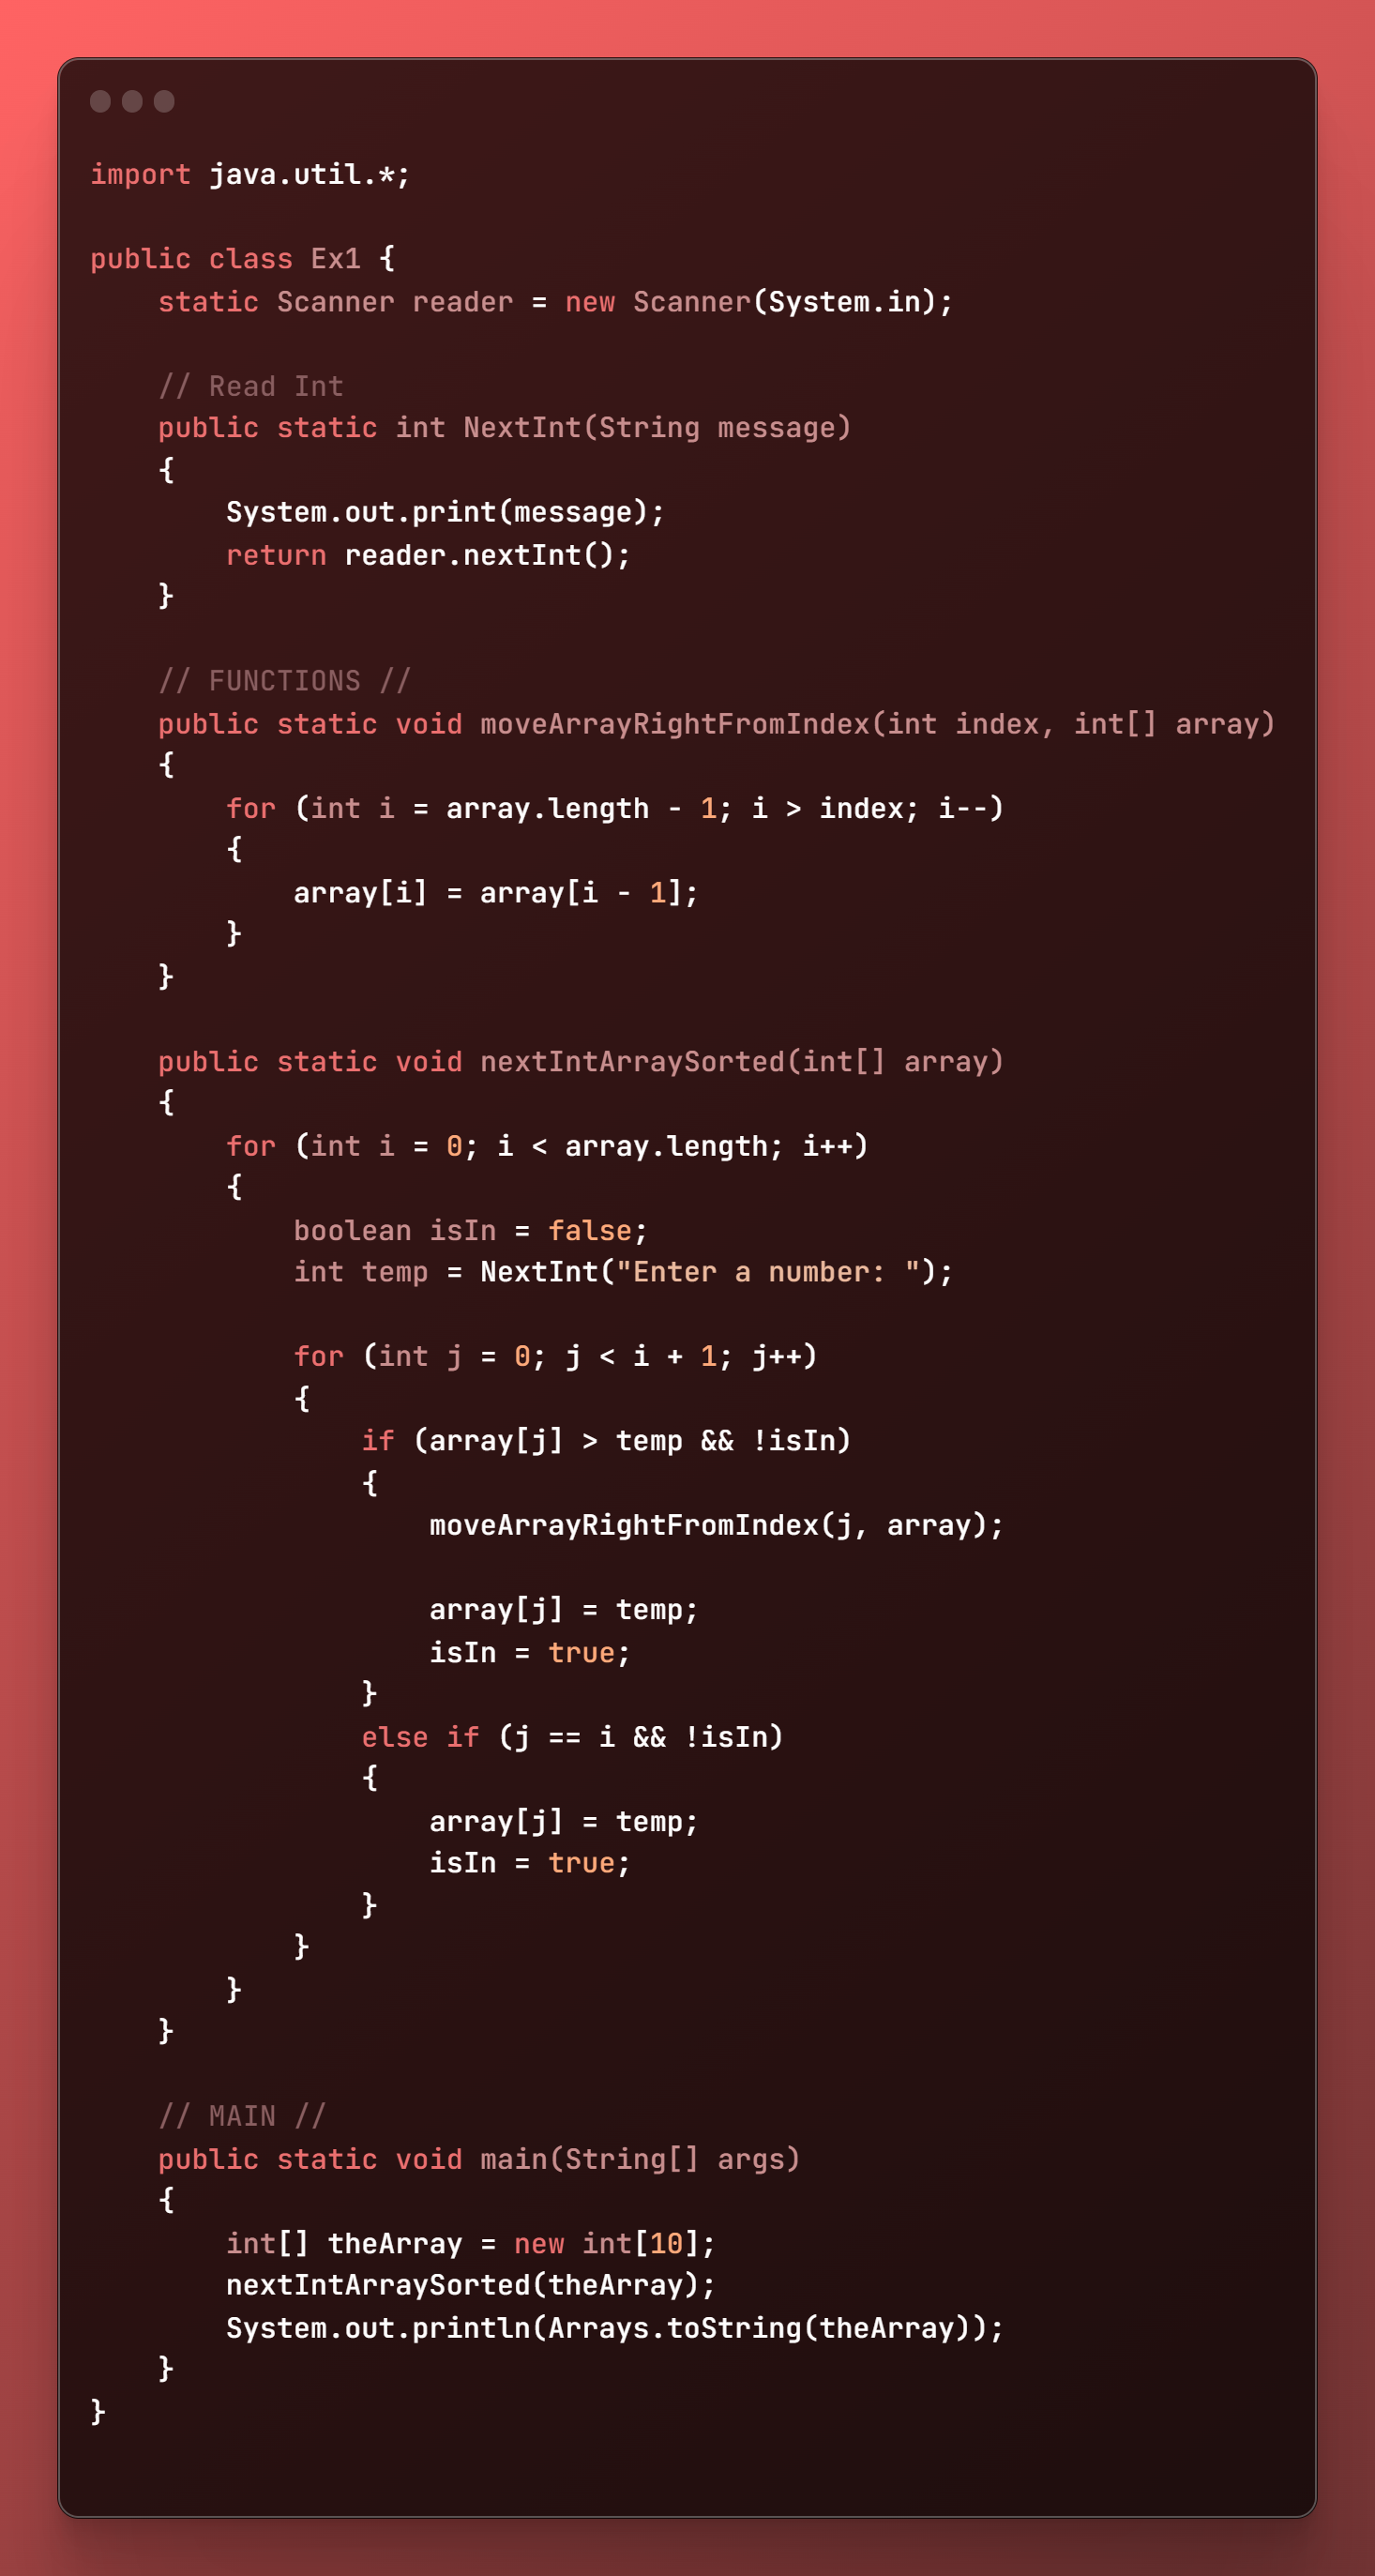 import java.util.*;

public class Ex1 {
    static Scanner reader = new Scanner(System.in);

    // Read Int
    public static int NextInt(String message)
    {
        System.out.print(message);
        return reader.nextInt();
    }

    // FUNCTIONS //
    public static void moveArrayRightFromIndex(int index, int[] array)
    {
        for (int i = array.length - 1; i > index; i--)
        {
            array[i] = array[i - 1];
        }
    }

    public static void nextIntArraySorted(int[] array)
    {
        for (int i = 0; i < array.length; i++)
        {
            boolean isIn = false;
            int temp = NextInt("Enter a number: ");

            for (int j = 0; j < i + 1; j++)
            {
                if (array[j] > temp && !isIn)
                {
                    moveArrayRightFromIndex(j, array);

                    array[j] = temp;
                    isIn = true;
                }
                else if (j == i && !isIn)
                {
                    array[j] = temp;
                    isIn = true;
                }
            }
        }
    }

    // MAIN //
    public static void main(String[] args)
    {
        int[] theArray = new int[10];
        nextIntArraySorted(theArray);
        System.out.println(Arrays.toString(theArray));
    }
}